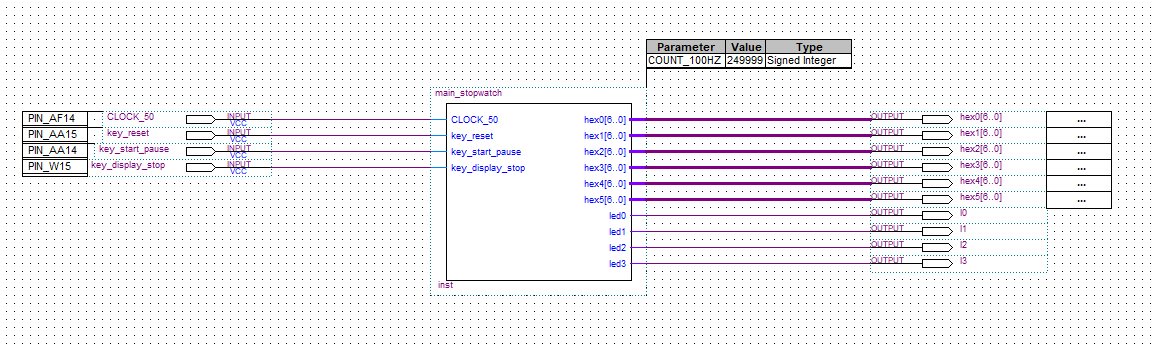 Parameter Value Type
COUNT_100HZ 249999 Signed Integer
main_stopwatch
PIN_AF14 CLOCK_50 INPUT VCC
PIN_AA15 key_reset INPUT VCC
PIN_AA14 key_start_pause INPUT VCC
PIN_W15 key_display_stop INPUT VCC
CLOCK_50 hex0[6..0]
key_reset hex1[6..0]
key_start_pause hex2[6..0]
key_display_stop hex3[6..0]
hex4[6..0]
hex5[6..0]
led0
led1
led2
led3
inst
OUTPUT hex0[6..0] ...
OUTPUT hex1[6..0] ...
OUTPUT hex2[6..0] ...
OUTPUT hex3[6..0] ...
OUTPUT hex4[6..0] ...
OUTPUT hex5[6..0] ...
OUTPUT l0
OUTPUT l1
OUTPUT l2
OUTPUT l3